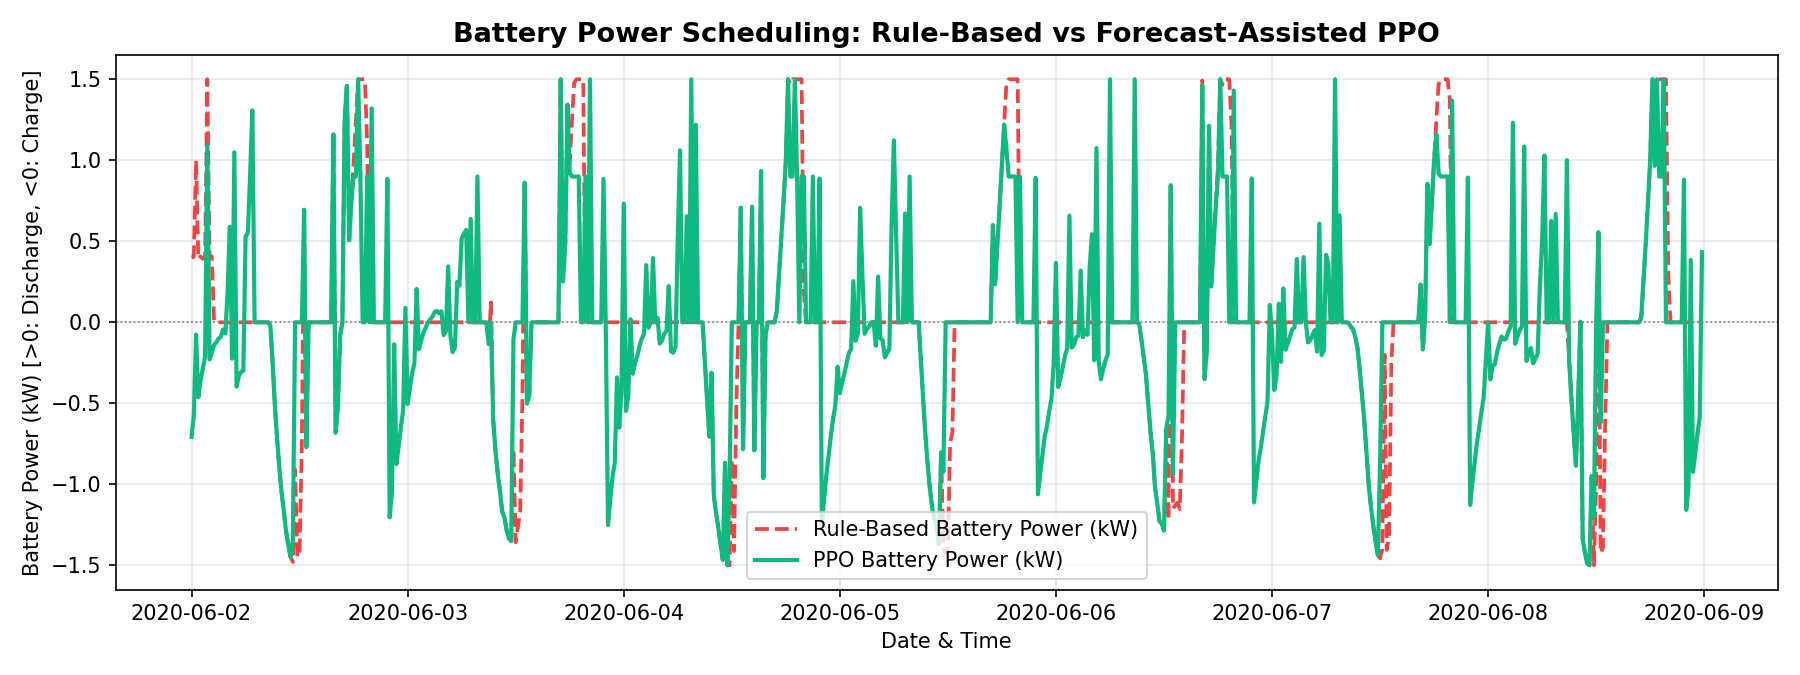 Battery Power Scheduling: Rule-Based vs Forecast-Assisted PPO
Battery Power (kW) [>0: Discharge, <0: Charge]
1.5
1.0
0.5
0.0
−0.5
−1.0
−1.5
Rule-Based Battery Power (kW)
PPO Battery Power (kW)
2020-06-02 2020-06-03 2020-06-04 2020-06-05 2020-06-06 2020-06-07 2020-06-08 2020-06-09
Date & Time